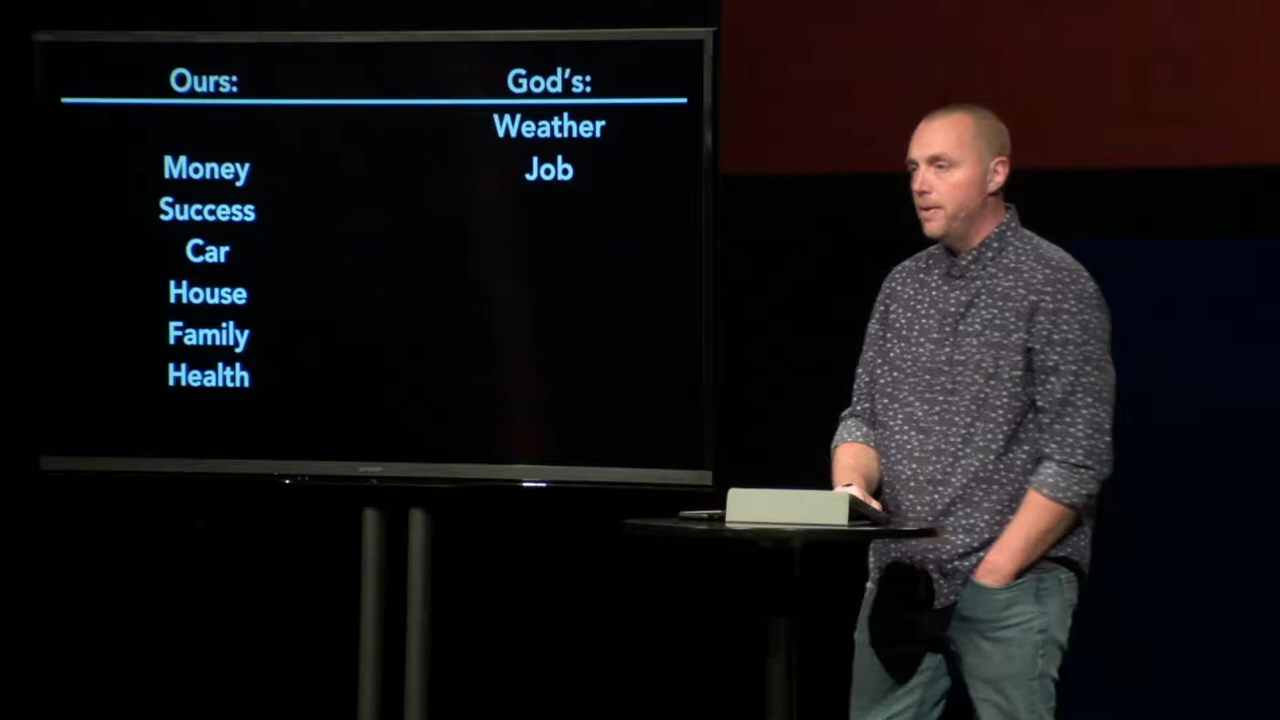 Ours: God's:
Weather
Money Job
Success
Car
House
Family
Health